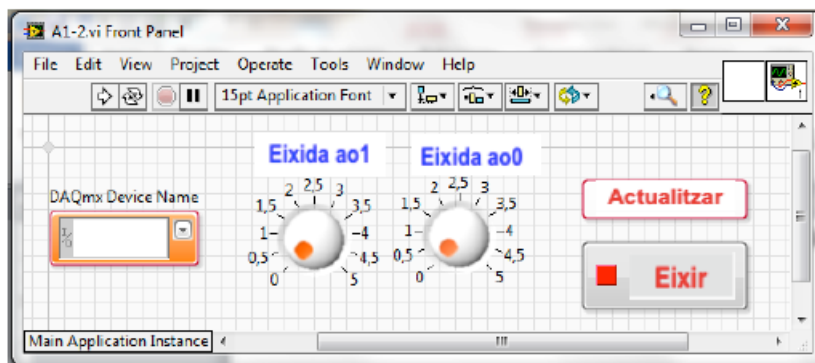 A1-2.vi Front Panel
File Edit View Project Operate Tools Window Help
15pt Application Font
Eixida ao1
Eixida ao0
DAQmx Device Name
0
0,5
1
1,5
2
2,5
3
3,5
4
4,5
5
0
0,5
1
1,5
2
2,5
3
3,5
4
4,5
5
Actualitzar
Eixir
Main Application Instance